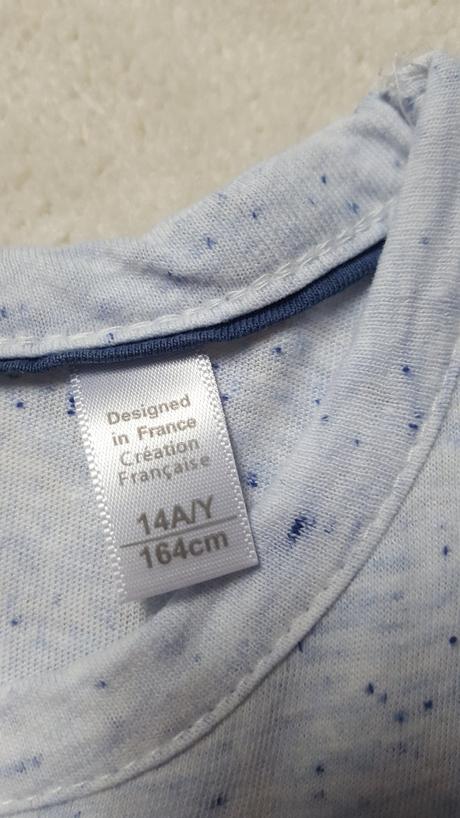 Designed
in France
Création
Française
14A/Y
164cm